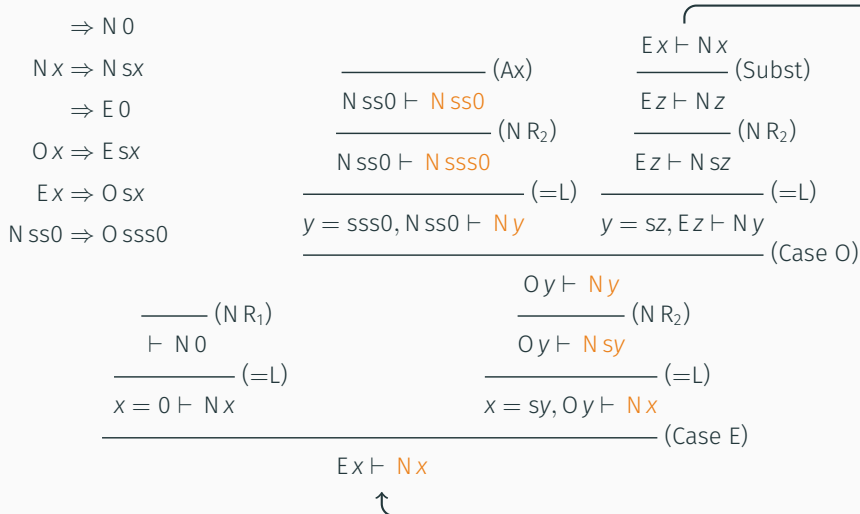 ⇒ N 0
N x ⇒ N sx
⇒ E 0
O x ⇒ E sx
E x ⇒ O sx
N ss0 ⇒ O sss0
E x ⊢ N x
(Ax)
(Subst)
N ss0 ⊢ N ss0
E z ⊢ N z
(N R₂)
(N R₂)
N ss0 ⊢ N sss0
E z ⊢ N sz
(=L)
(=L)
y = sss0, N ss0 ⊢ N y
y = sz, E z ⊢ N y
(Case O)
O y ⊢ N y
(N R₁)
(N R₂)
⊢ N 0
O y ⊢ N sy
(=L)
(=L)
x = 0 ⊢ N x
x = sy, O y ⊢ N x
(Case E)
E x ⊢ N x